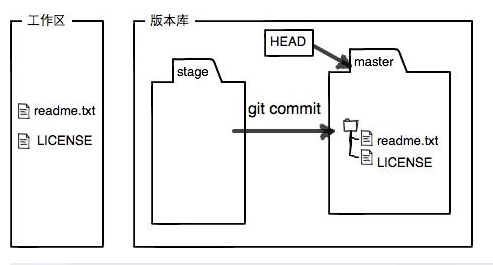 工作区
版本库
HEAD
stage
master
git commit
readme.txt
LICENSE
readme.txt
LICENSE